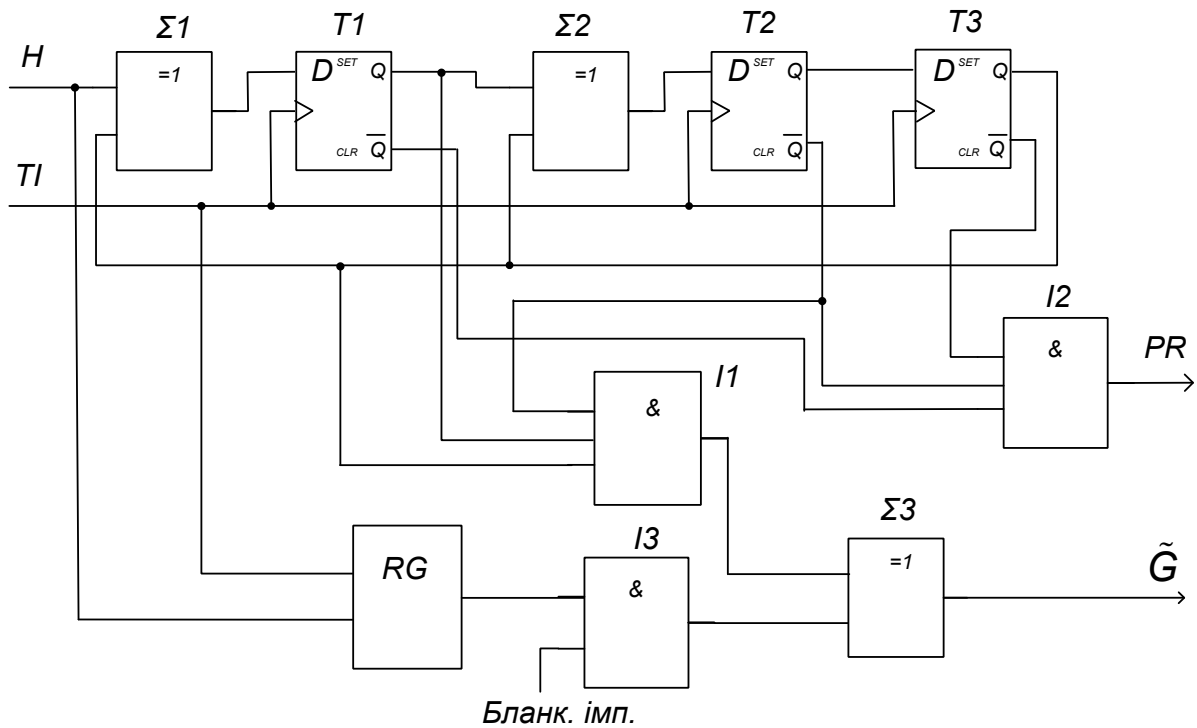 Σ1
T1
Σ2
T2
T3
H
=1
D SET Q
CLR Q̅
=1
D SET Q
CLR Q̅
D SET Q
CLR Q̅
TI
I2
&
PR
I1
&
Σ3
=1
G̃
RG
I3
&
Бланк. імп.